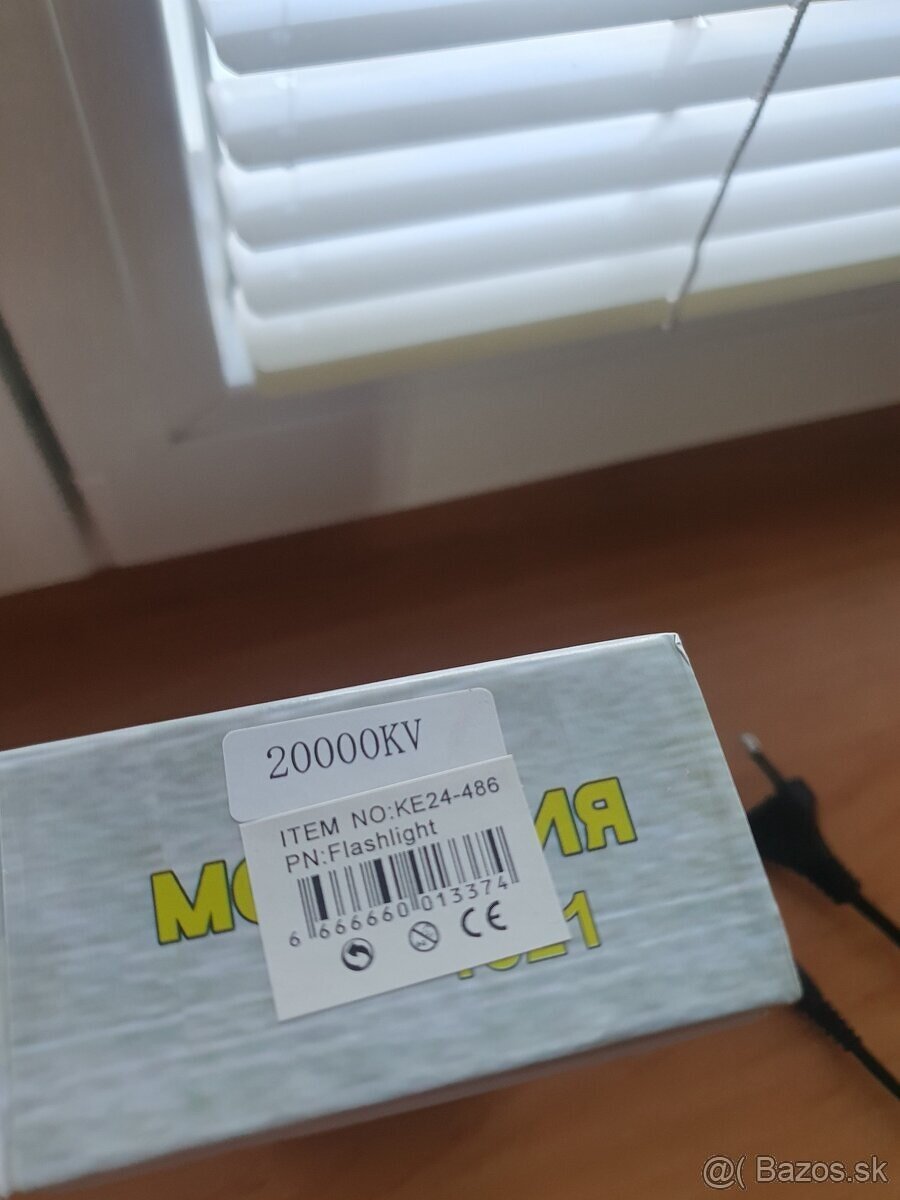 20000KV
ITEM NO:KE24-486
PN:Flashlight
6 666660 013374
CE
@( Bazos.sk